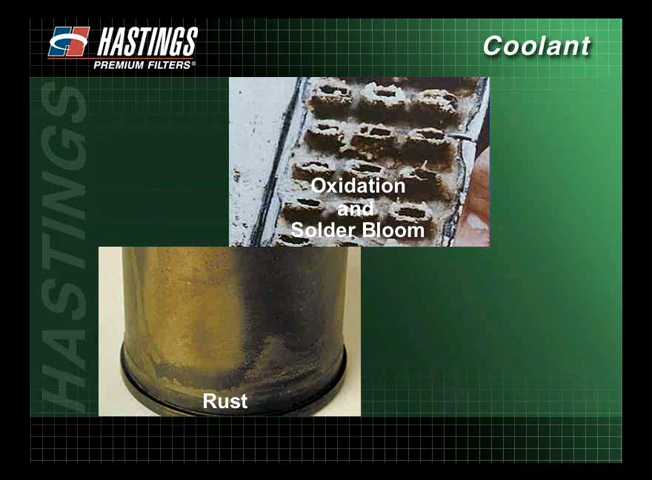 HASTINGS
PREMIUM FILTERS®
Coolant
HASTINGS
Oxidation
and
Solder Bloom
Rust